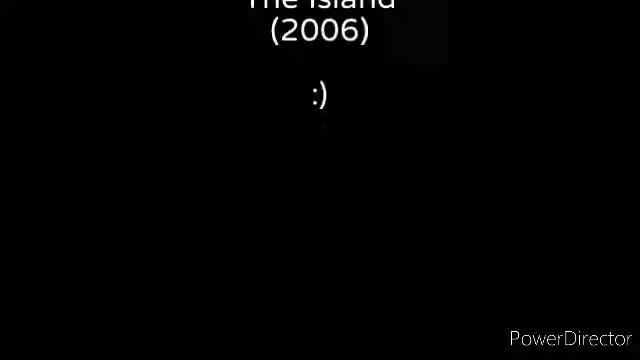 The Island
(2006)
:)
PowerDirector